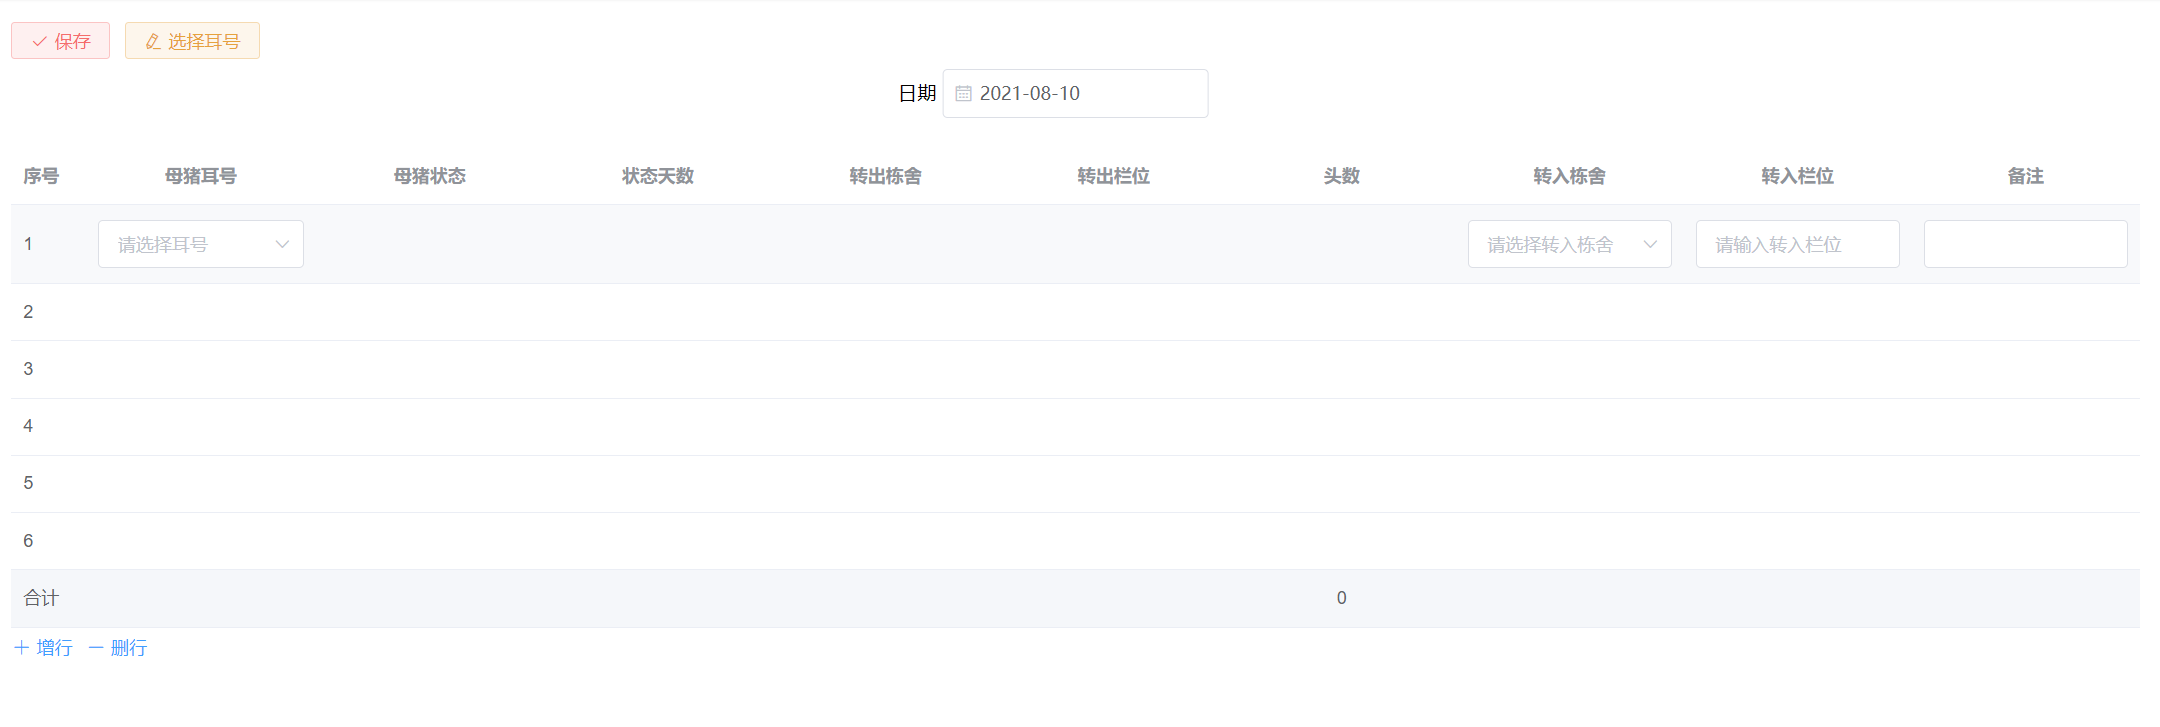 保存 选择耳号
日期 2021-08-10
序号 母猪耳号 母猪状态 状态天数 转出栋舍 转出栏位 头数 转入栋舍 转入栏位 备注
1 请选择耳号 请选择转入栋舍 请输入转入栏位
2
3
4
5
6
合计 0
增行 删行